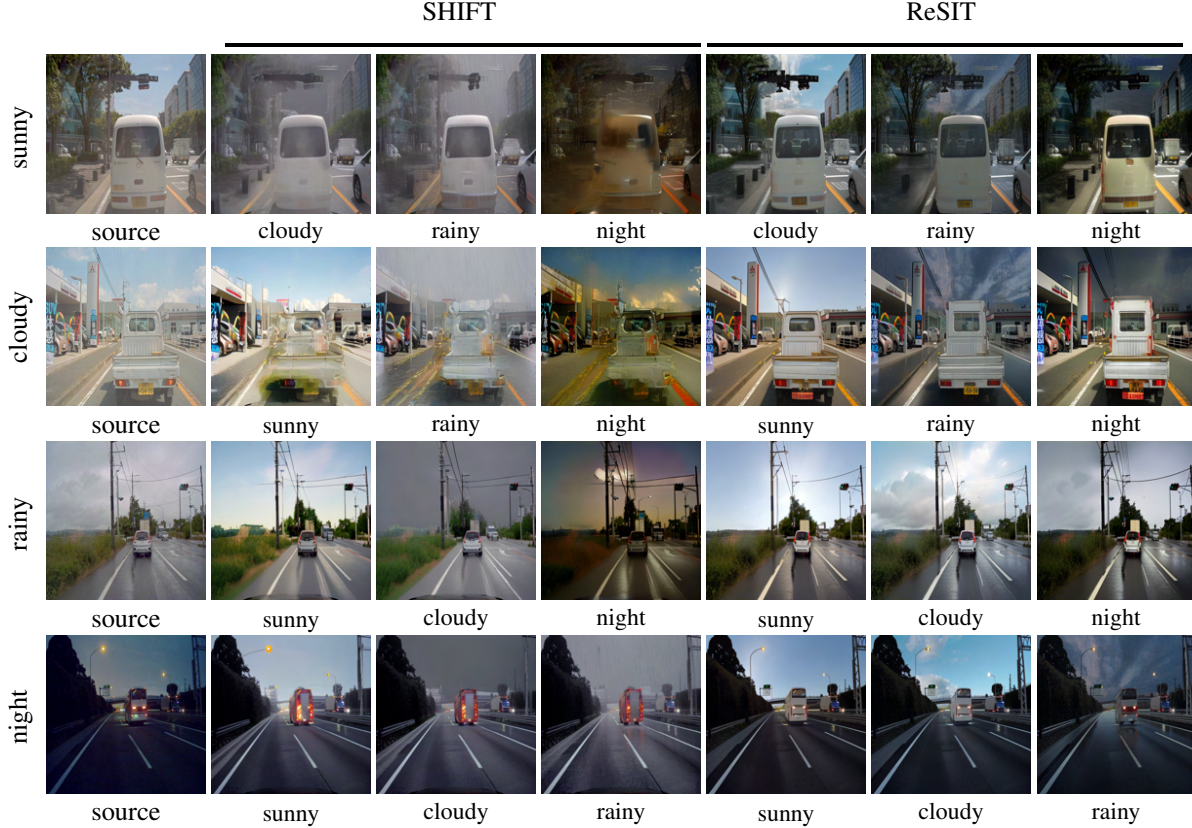 SHIFT ReSIT
sunny
source cloudy rainy night cloudy rainy night
cloudy
source sunny rainy night sunny rainy night
rainy
source sunny cloudy night sunny cloudy night
night
source sunny cloudy rainy sunny cloudy rainy